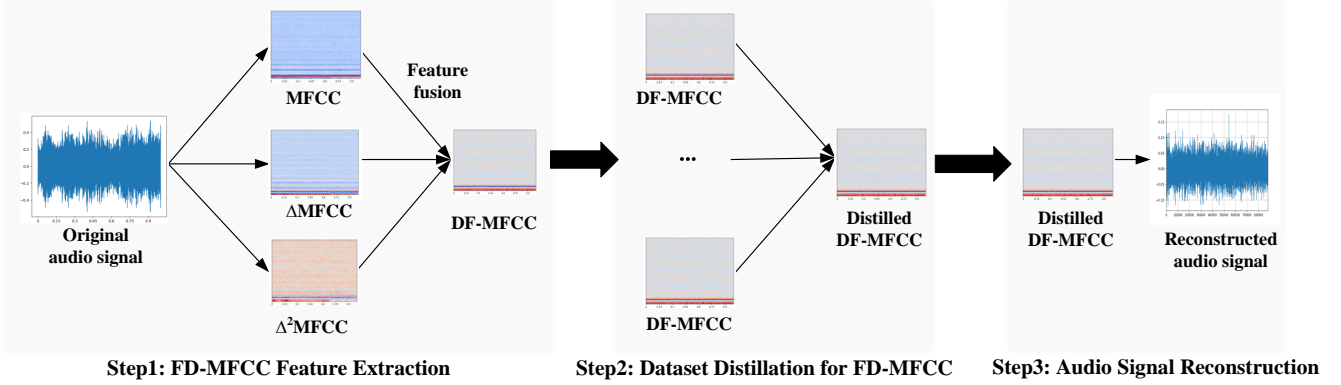 MFCC
Feature
fusion
Original
audio signal
ΔMFCC
DF-MFCC
Δ²MFCC
DF-MFCC
...
DF-MFCC
Distilled
DF-MFCC
Distilled
DF-MFCC
Reconstructed
audio signal
Step1: FD-MFCC Feature Extraction
Step2: Dataset Distillation for FD-MFCC
Step3: Audio Signal Reconstruction